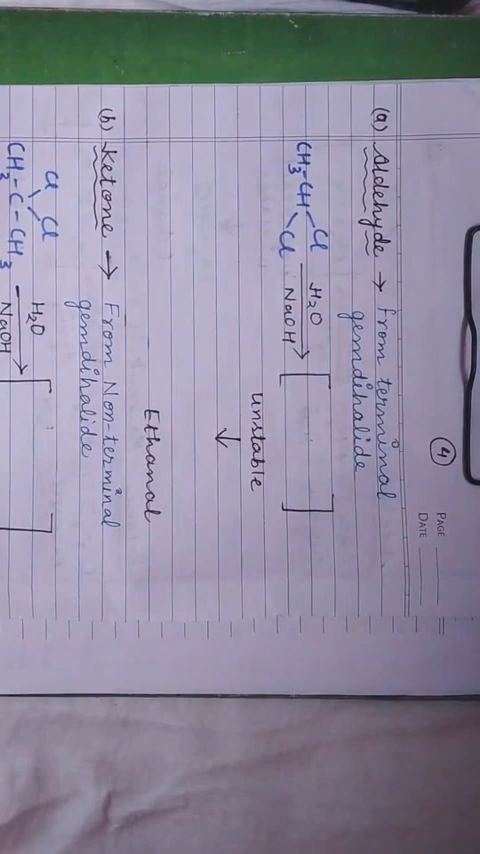 PAGE
DATE
4
(a) Aldehyde → From terminal
gemdihalide
CH3-CH
Cl
Cl
H2O
NaOH
unstable
↓
Ethanal
(b) Ketone → From Non-terminal
gemdihalide
Cl Cl
CH3-C-CH3
H2O
NaOH